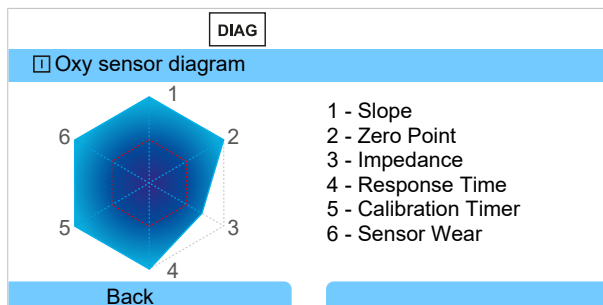 DIAG
I Oxy sensor diagram
1
2
3
4
5
6
1 - Slope
2 - Zero Point
3 - Impedance
4 - Response Time
5 - Calibration Timer
6 - Sensor Wear
Back